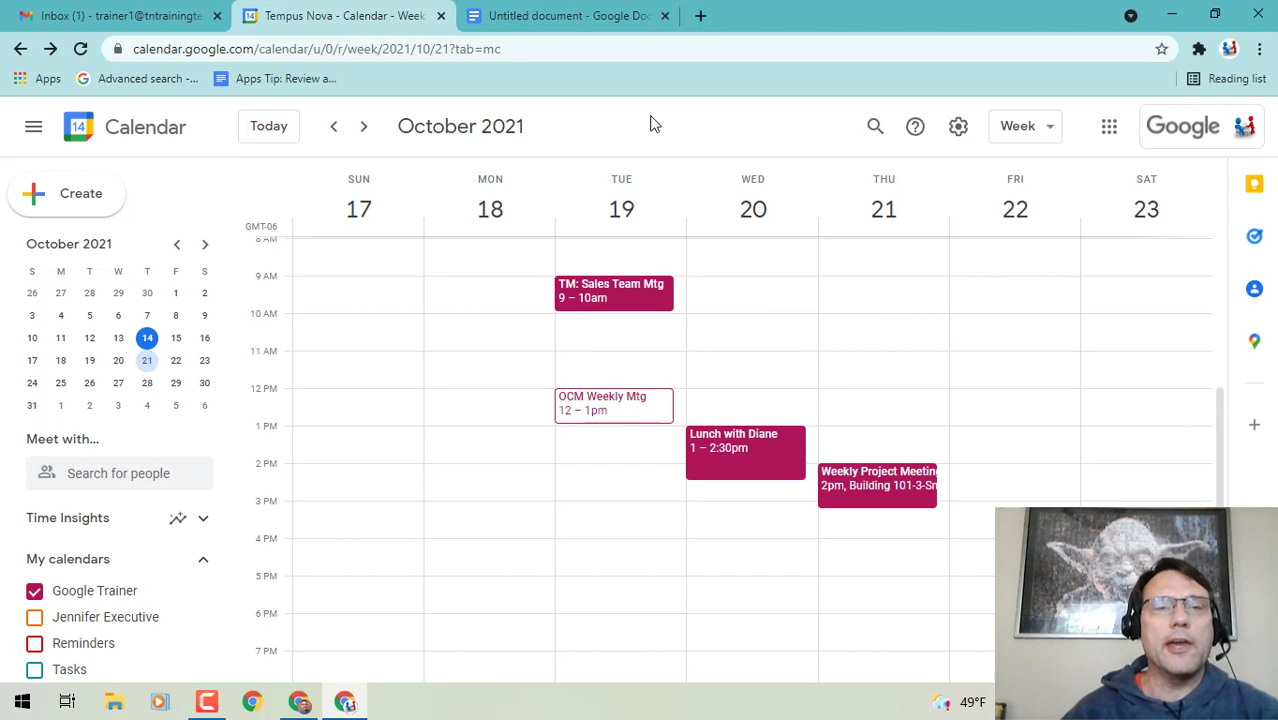 Inbox (1) - trainer1@tntrainingte
Tempus Nova - Calendar - Week
Untitled document - Google Doc
calendar.google.com/calendar/u/0/r/week/2021/10/21?tab=mc
Apps
Advanced search -...
Apps Tip: Review a...
Reading list
14
Calendar
Today
October 2021
Week
Google
Create
SUN
MON
TUE
WED
THU
FRI
SAT
17
18
19
20
21
22
23
GMT-06
8 AM
9 AM
10 AM
11 AM
12 PM
1 PM
2 PM
3 PM
4 PM
5 PM
6 PM
7 PM
TM: Sales Team Mtg
9 – 10am
OCM Weekly Mtg
12 – 1pm
Lunch with Diane
1 – 2:30pm
Weekly Project Meeting
2pm, Building 101-3-Sn
October 2021
S M T W T F S
26 27 28 29 30 1 2
3 4 5 6 7 8 9
10 11 12 13 14 15 16
17 18 19 20 21 22 23
24 25 26 27 28 29 30
31 1 2 3 4 5 6
Meet with...
Search for people
Time Insights
My calendars
Google Trainer
Jennifer Executive
Reminders
Tasks
49°F